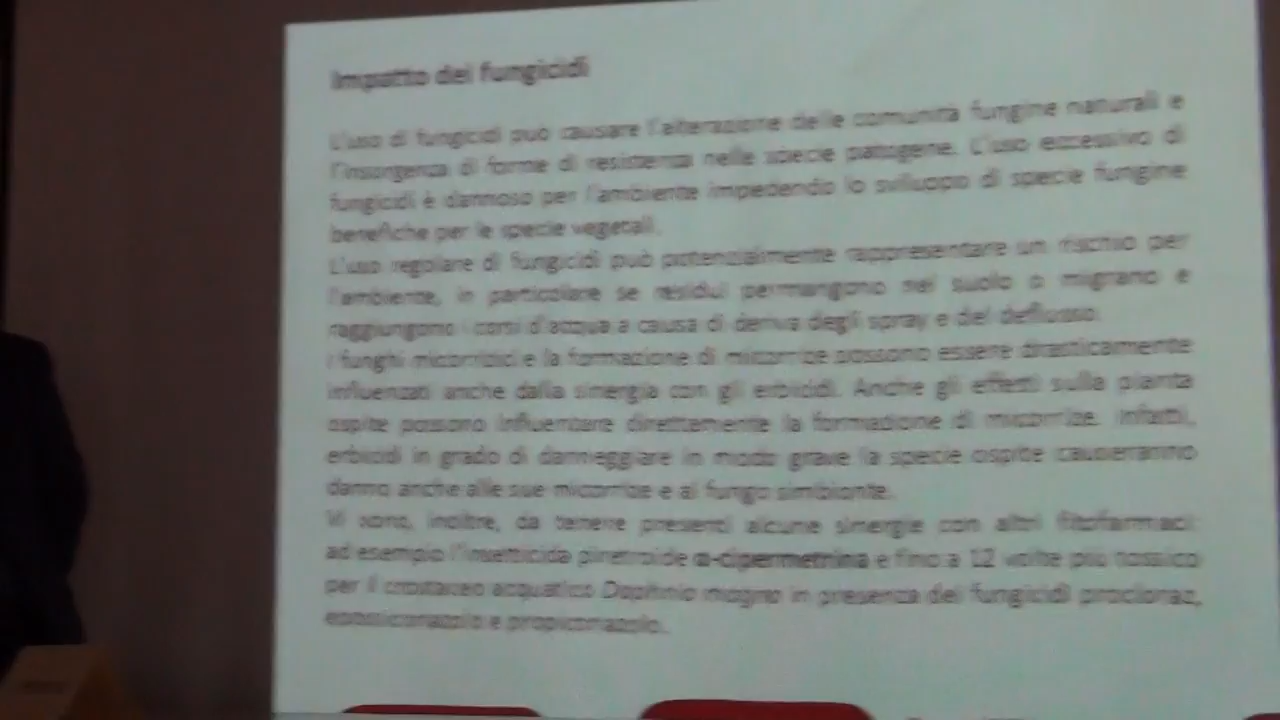 Impatto dei fungicidi
L'uso di fungicidi può causare l'alterazione delle comunità fungine naturali e
l'insorgenza di forme di resistenza nelle specie patogene. L'uso eccessivo di
fungicidi è dannoso per l'ambiente impedendo lo sviluppo di specie fungine
benefiche per le specie vegetali.
L'uso regolare di fungicidi può potenzialmente rappresentare un rischio per
l'ambiente, in particolare se residui permangono nel suolo o migrano e
raggiungono i corsi d'acqua a causa di deriva degli spray e del deflusso.
I funghi micorrizici e la formazione di micorrize possono essere drasticamente
influenzati anche dalla sinergia con gli erbicidi. Anche gli effetti sulla pianta
ospite possono influenzare direttamente la formazione di micorrize. Infatti,
erbicidi in grado di danneggiare in modo grave la specie ospite causeranno
danno anche alle sue micorrize e al fungo simbionte.
Vi sono, inoltre, da tenere presenti alcune sinergie con altri fitofarmaci:
ad esempio l'insetticida piretroide α-cipermetrina e fino a 12 volte più tossico
per il crostaceo acquatico Daphnia magna in presenza dei fungicidi procloraz,
epossiconazolo e propiconazolo.